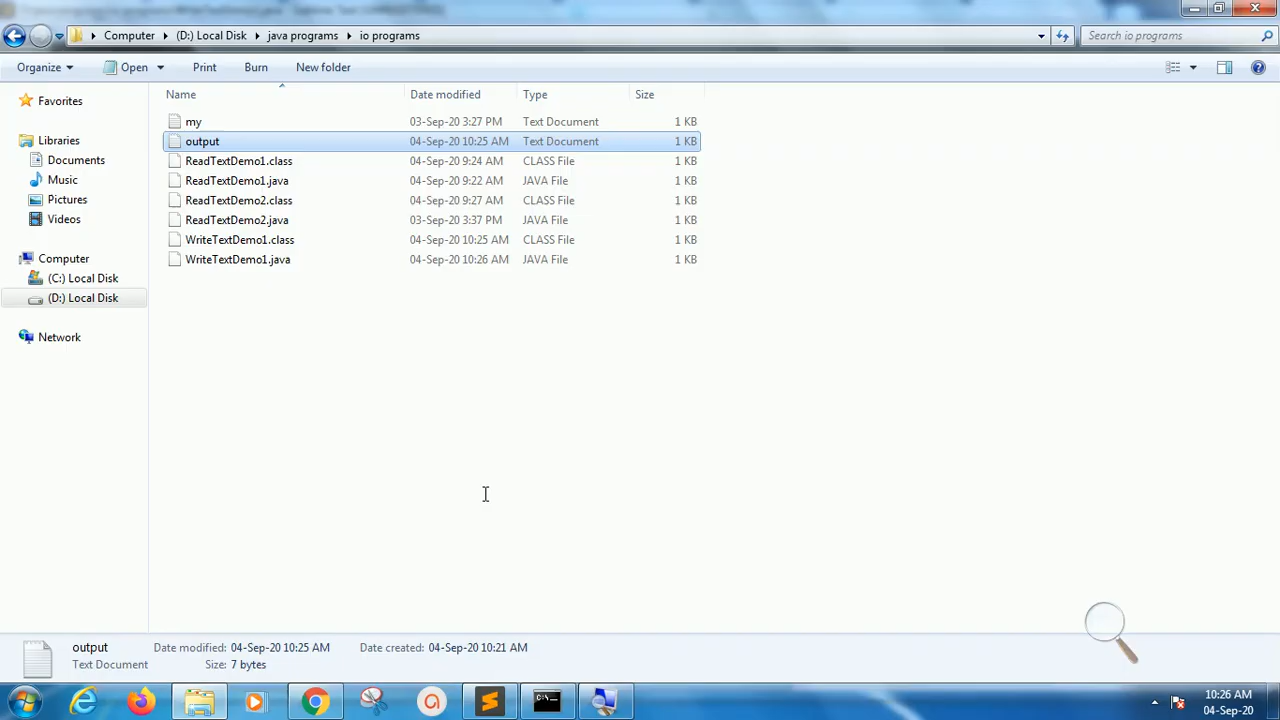 Computer (D:) Local Disk java programs io programs Search io programs
Organize Open Print Burn New folder
Name Date modified Type Size
Favorites
Libraries
Documents
Music
Pictures
Videos
Computer
(C:) Local Disk
(D:) Local Disk
Network
my 03-Sep-20 3:27 PM Text Document 1 KB
output 04-Sep-20 10:25 AM Text Document 1 KB
ReadTextDemo1.class 04-Sep-20 9:24 AM CLASS File 1 KB
ReadTextDemo1.java 04-Sep-20 9:22 AM JAVA File 1 KB
ReadTextDemo2.class 04-Sep-20 9:27 AM CLASS File 1 KB
ReadTextDemo2.java 03-Sep-20 3:37 PM JAVA File 1 KB
WriteTextDemo1.class 04-Sep-20 10:25 AM CLASS File 1 KB
WriteTextDemo1.java 04-Sep-20 10:26 AM JAVA File 1 KB
output Date modified: 04-Sep-20 10:25 AM Date created: 04-Sep-20 10:21 AM
Text Document Size: 7 bytes
10:26 AM
04-Sep-20